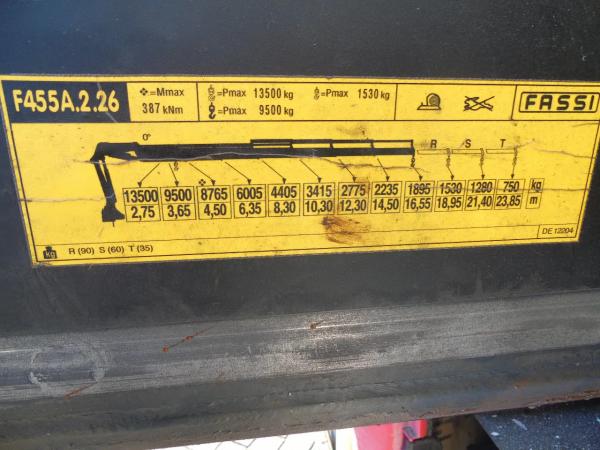 F455A.2.26
=Mmax
387 kNm
=Pmax 13500 kg
=Pmax 1530 kg
=Pmax 9500 kg
FASSI
0°
R S T
13500 9500 8765 6005 4405 3415 2775 2235 1895 1530 1280 750 kg
2,75 3,65 4,50 6,35 8,30 10,30 12,30 14,50 16,55 18,95 21,40 23,85 m
kg R (90) S (60) T (35)
DE12204